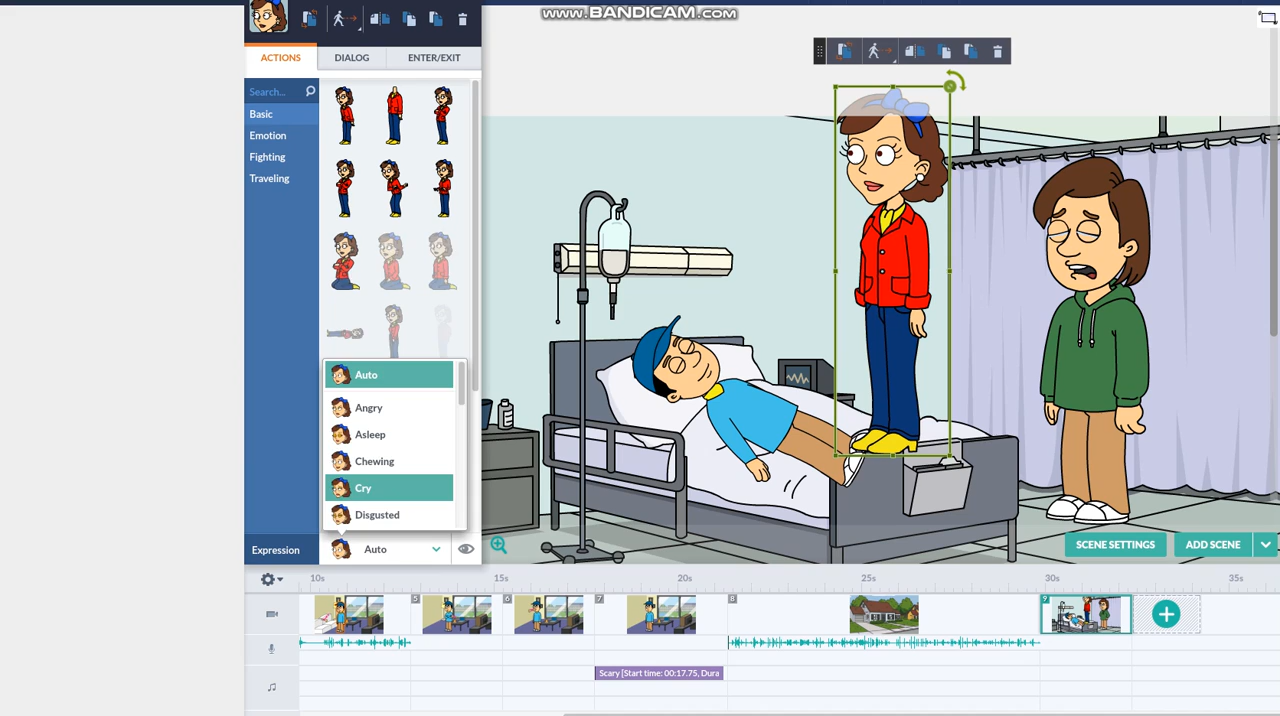 www.BANDICAM.com
ACTIONS DIALOG ENTER/EXIT
Search...
Basic
Emotion
Fighting
Traveling
Auto
Angry
Asleep
Chewing
Cry
Disgusted
Expression Auto
SCENE SETTINGS ADD SCENE
10s 15s 20s 25s 30s 35s
5 6 7 8 9
Scary [Start time: 00:17.75, Dura